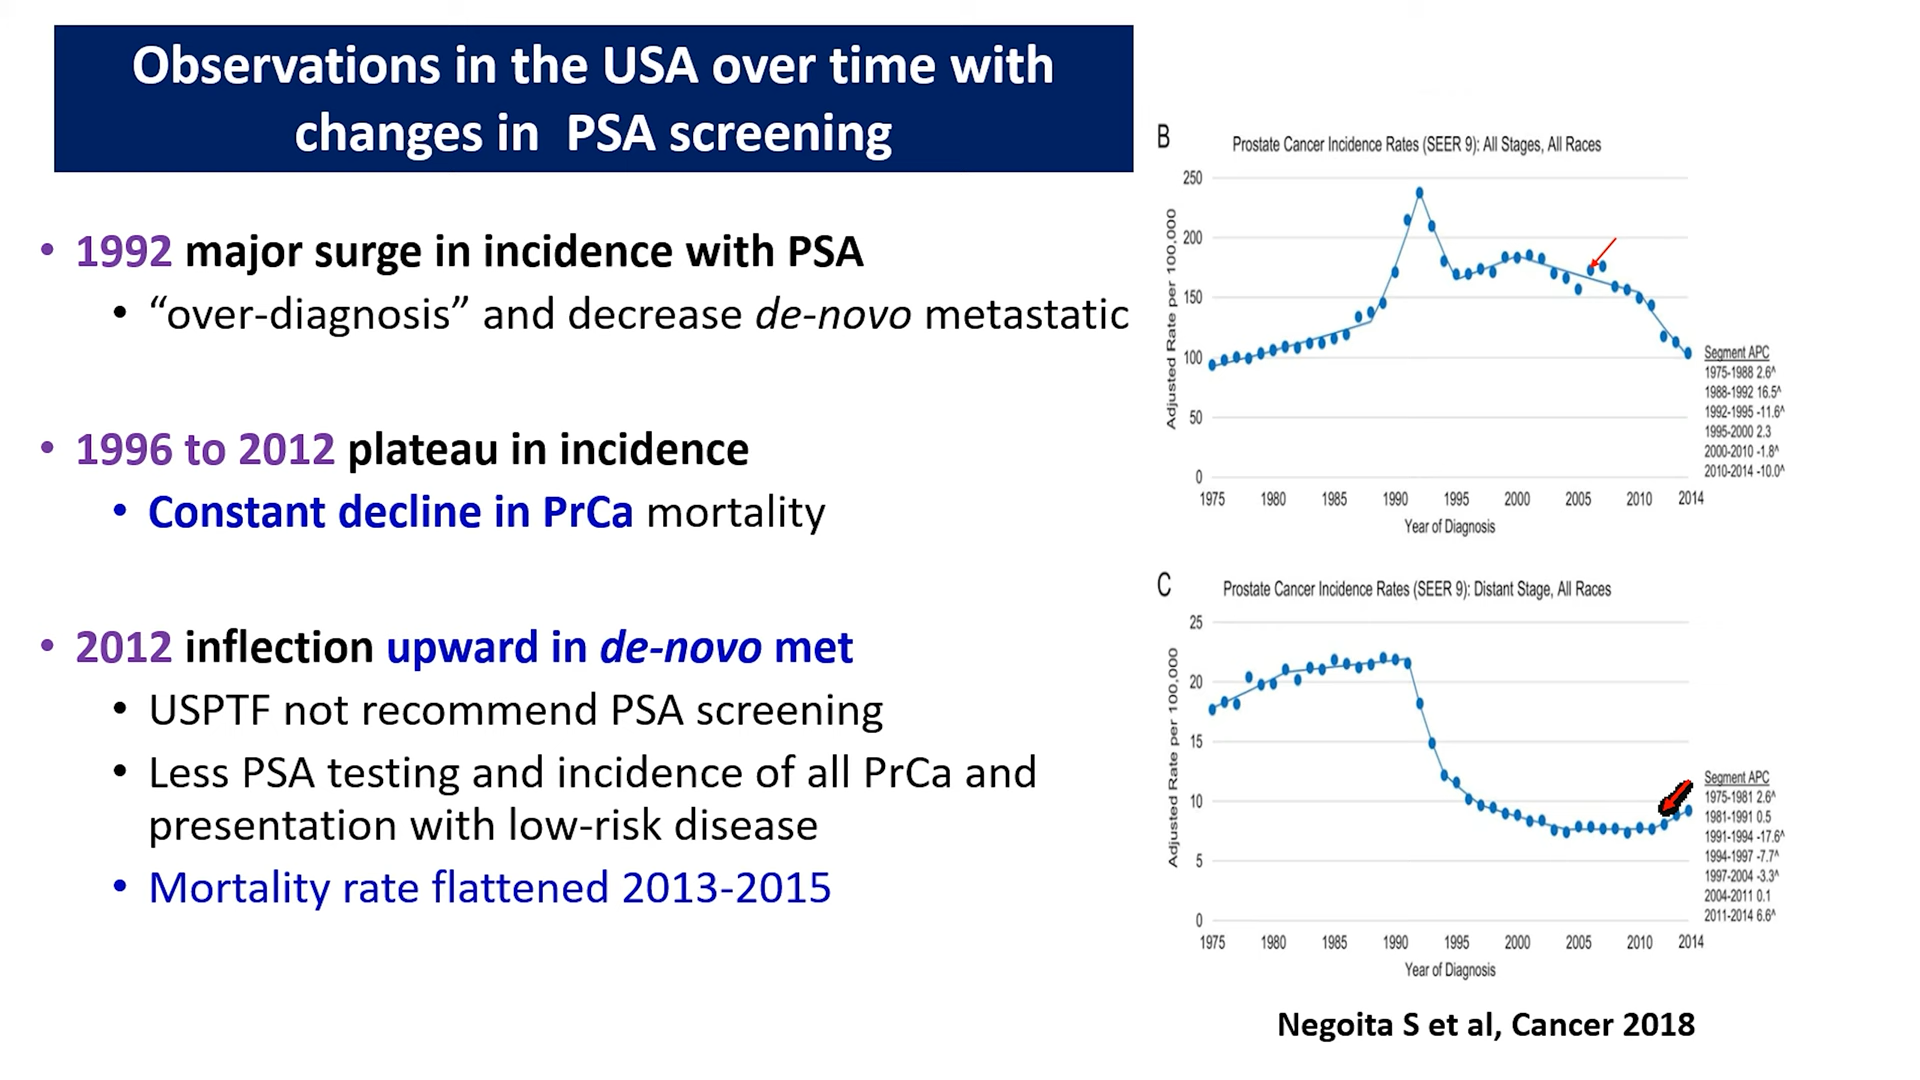 Observations in the USA over time with
changes in PSA screening
• 1992 major surge in incidence with PSA
• “over-diagnosis” and decrease de-novo metastatic
• 1996 to 2012 plateau in incidence
• Constant decline in PrCa mortality
• 2012 inflection upward in de-novo met
• USPTF not recommend PSA screening
• Less PSA testing and incidence of all PrCa and
presentation with low-risk disease
• Mortality rate flattened 2013-2015
B
Prostate Cancer Incidence Rates (SEER 9): All Stages, All Races
Adjusted Rate per 100,000
250
200
150
100
50
0
1975 1980 1985 1990 1995 2000 2005 2010 2014
Year of Diagnosis
Segment APC
1975-1988 2.6^
1988-1992 16.5^
1992-1995 -11.6^
1995-2000 2.3
2000-2010 -1.8^
2010-2014 -10.0^
C
Prostate Cancer Incidence Rates (SEER 9): Distant Stage, All Races
Adjusted Rate per 100,000
25
20
15
10
5
0
1975 1980 1985 1990 1995 2000 2005 2010 2014
Year of Diagnosis
Segment APC
1975-1981 2.6^
1981-1991 0.5
1991-1994 -17.6^
1994-1997 -7.7^
1997-2004 -3.3^
2004-2011 0.1
2011-2014 6.6^
Negoita S et al, Cancer 2018